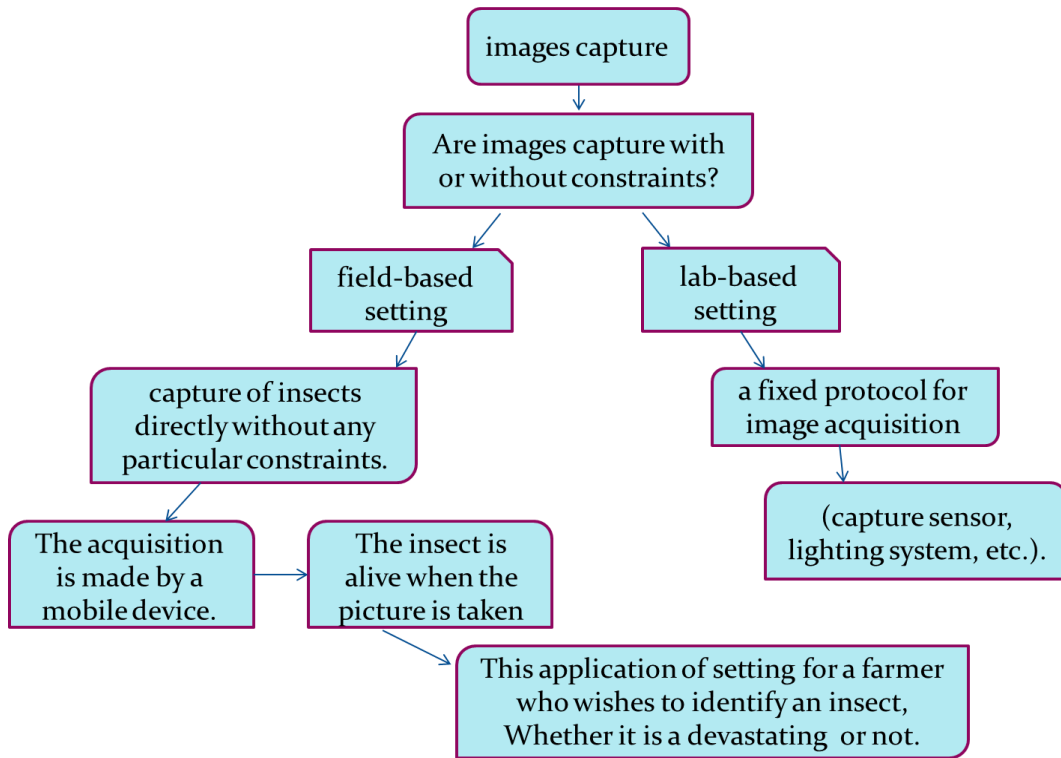 images capture
Are images capture with
or without constraints?
field-based
setting
lab-based
setting
capture of insects
directly without any
particular constraints.
a fixed protocol for
image acquisition
The acquisition
is made by a
mobile device.
The insect is
alive when the
picture is taken
(capture sensor,
lighting system, etc.).
This application of setting for a farmer
who wishes to identify an insect,
Whether it is a devastating or not.